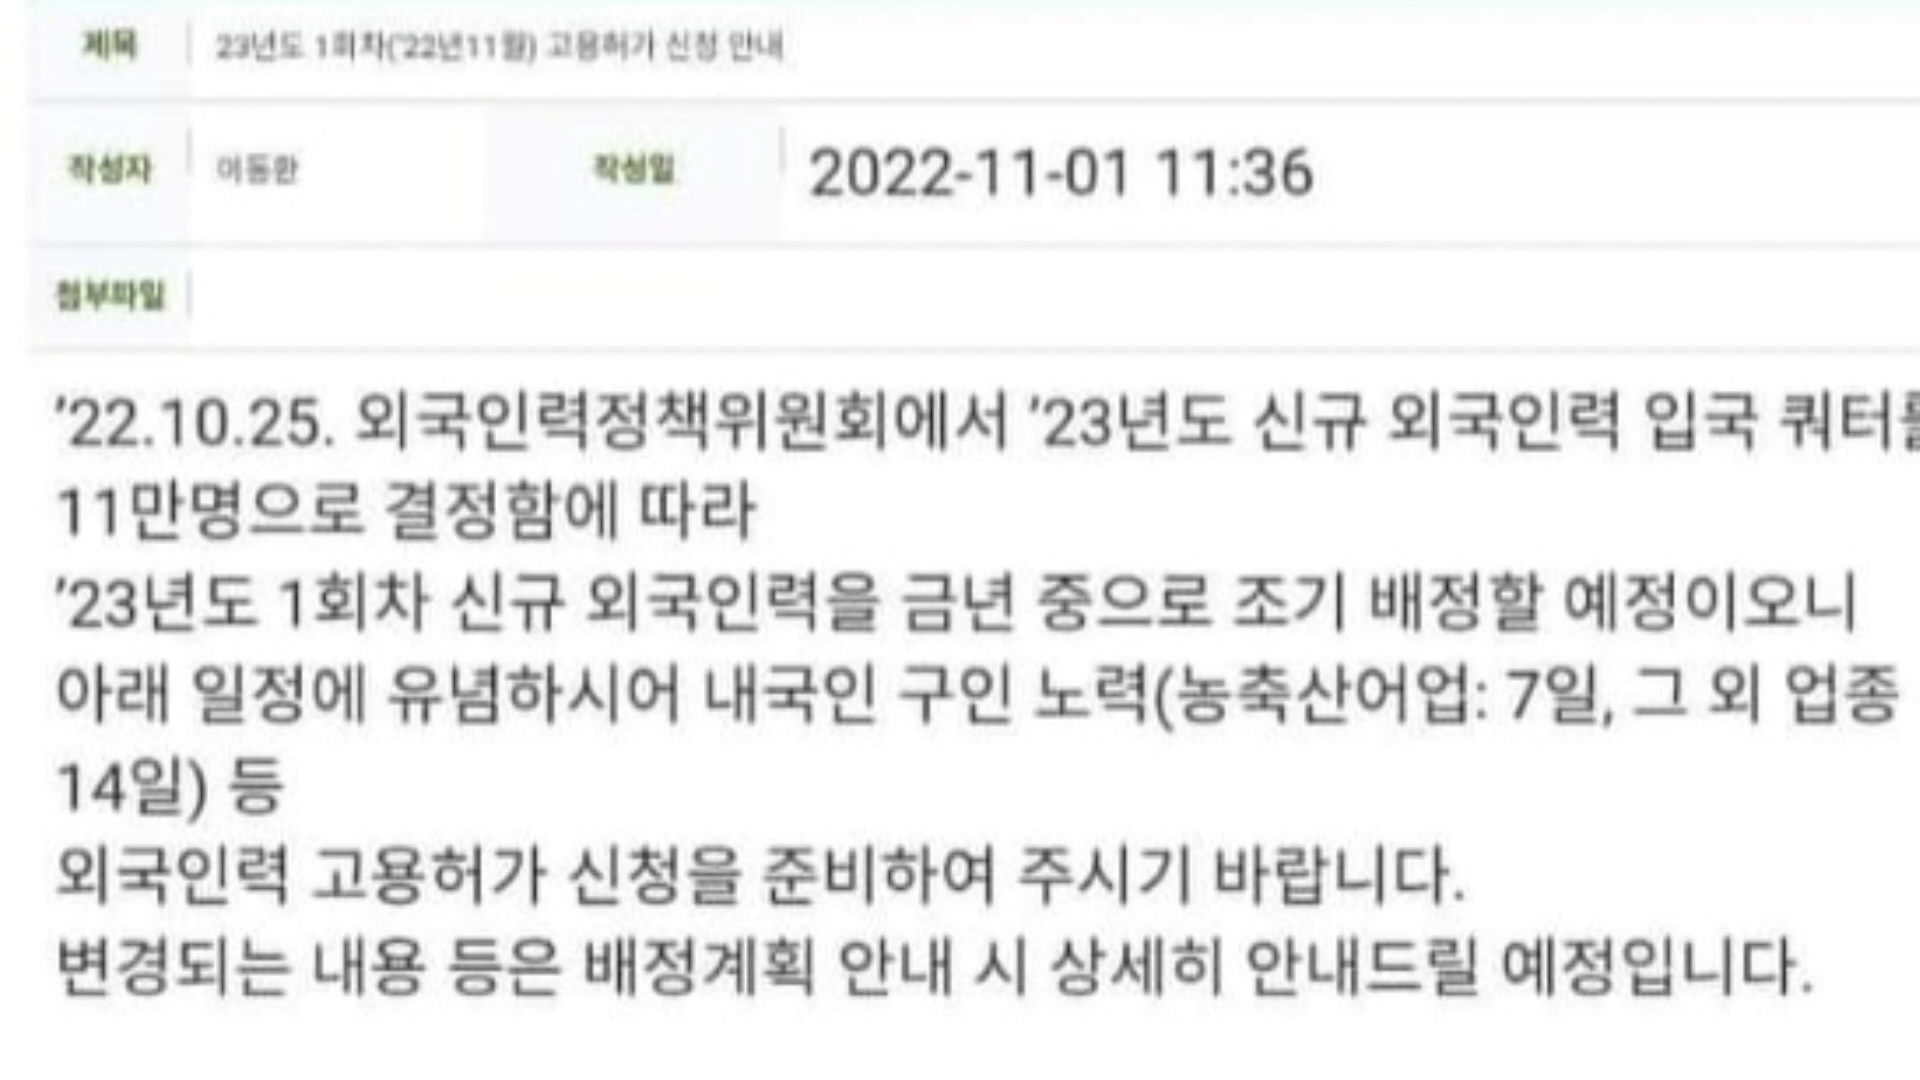 제목 23년도 1회차('22년11월) 고용허가 신청 안내
작성자 이동환 작성일 2022-11-01 11:36
첨부파일
’22.10.25. 외국인력정책위원회에서 ’23년도 신규 외국인력 입국 쿼터를
11만명으로 결정함에 따라
’23년도 1회차 신규 외국인력을 금년 중으로 조기 배정할 예정이오니
아래 일정에 유념하시어 내국인 구인 노력(농축산어업: 7일, 그 외 업종
14일) 등
외국인력 고용허가 신청을 준비하여 주시기 바랍니다.
변경되는 내용 등은 배정계획 안내 시 상세히 안내드릴 예정입니다.